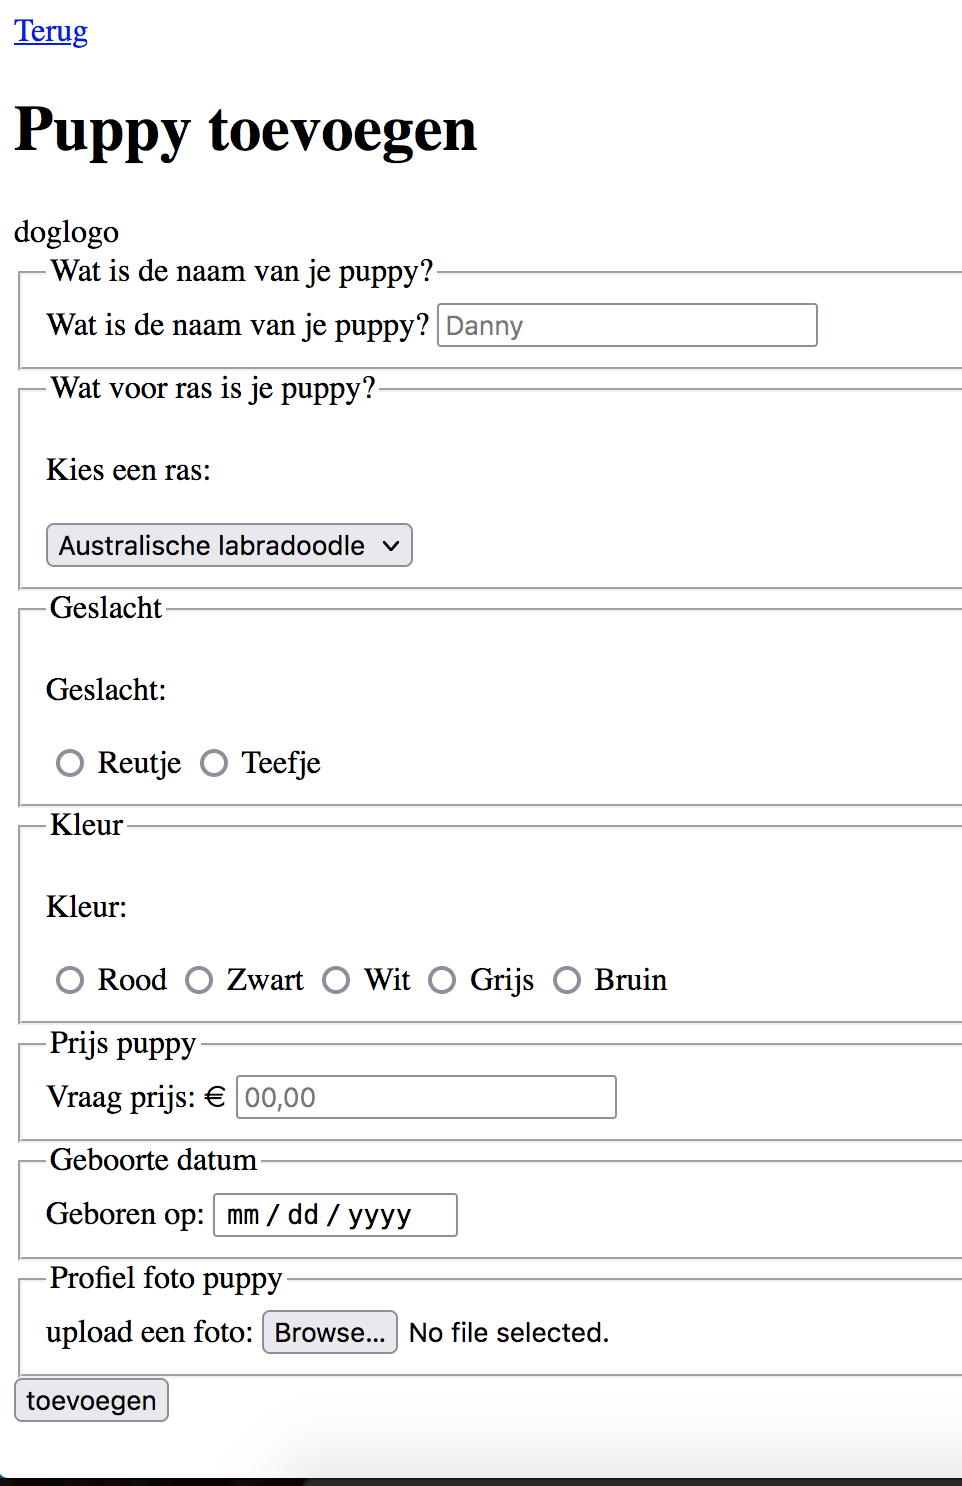 Terug
Puppy toevoegen
doglogo
Wat is de naam van je puppy?
Wat is de naam van je puppy? Danny
Wat voor ras is je puppy?
Kies een ras:
Australische labradoodle
Geslacht
Geslacht:
Reutje Teefje
Kleur
Kleur:
Rood Zwart Wit Grijs Bruin
Prijs puppy
Vraag prijs: € 00,00
Geboorte datum
Geboren op: mm / dd / yyyy
Profiel foto puppy
upload een foto: Browse... No file selected.
toevoegen